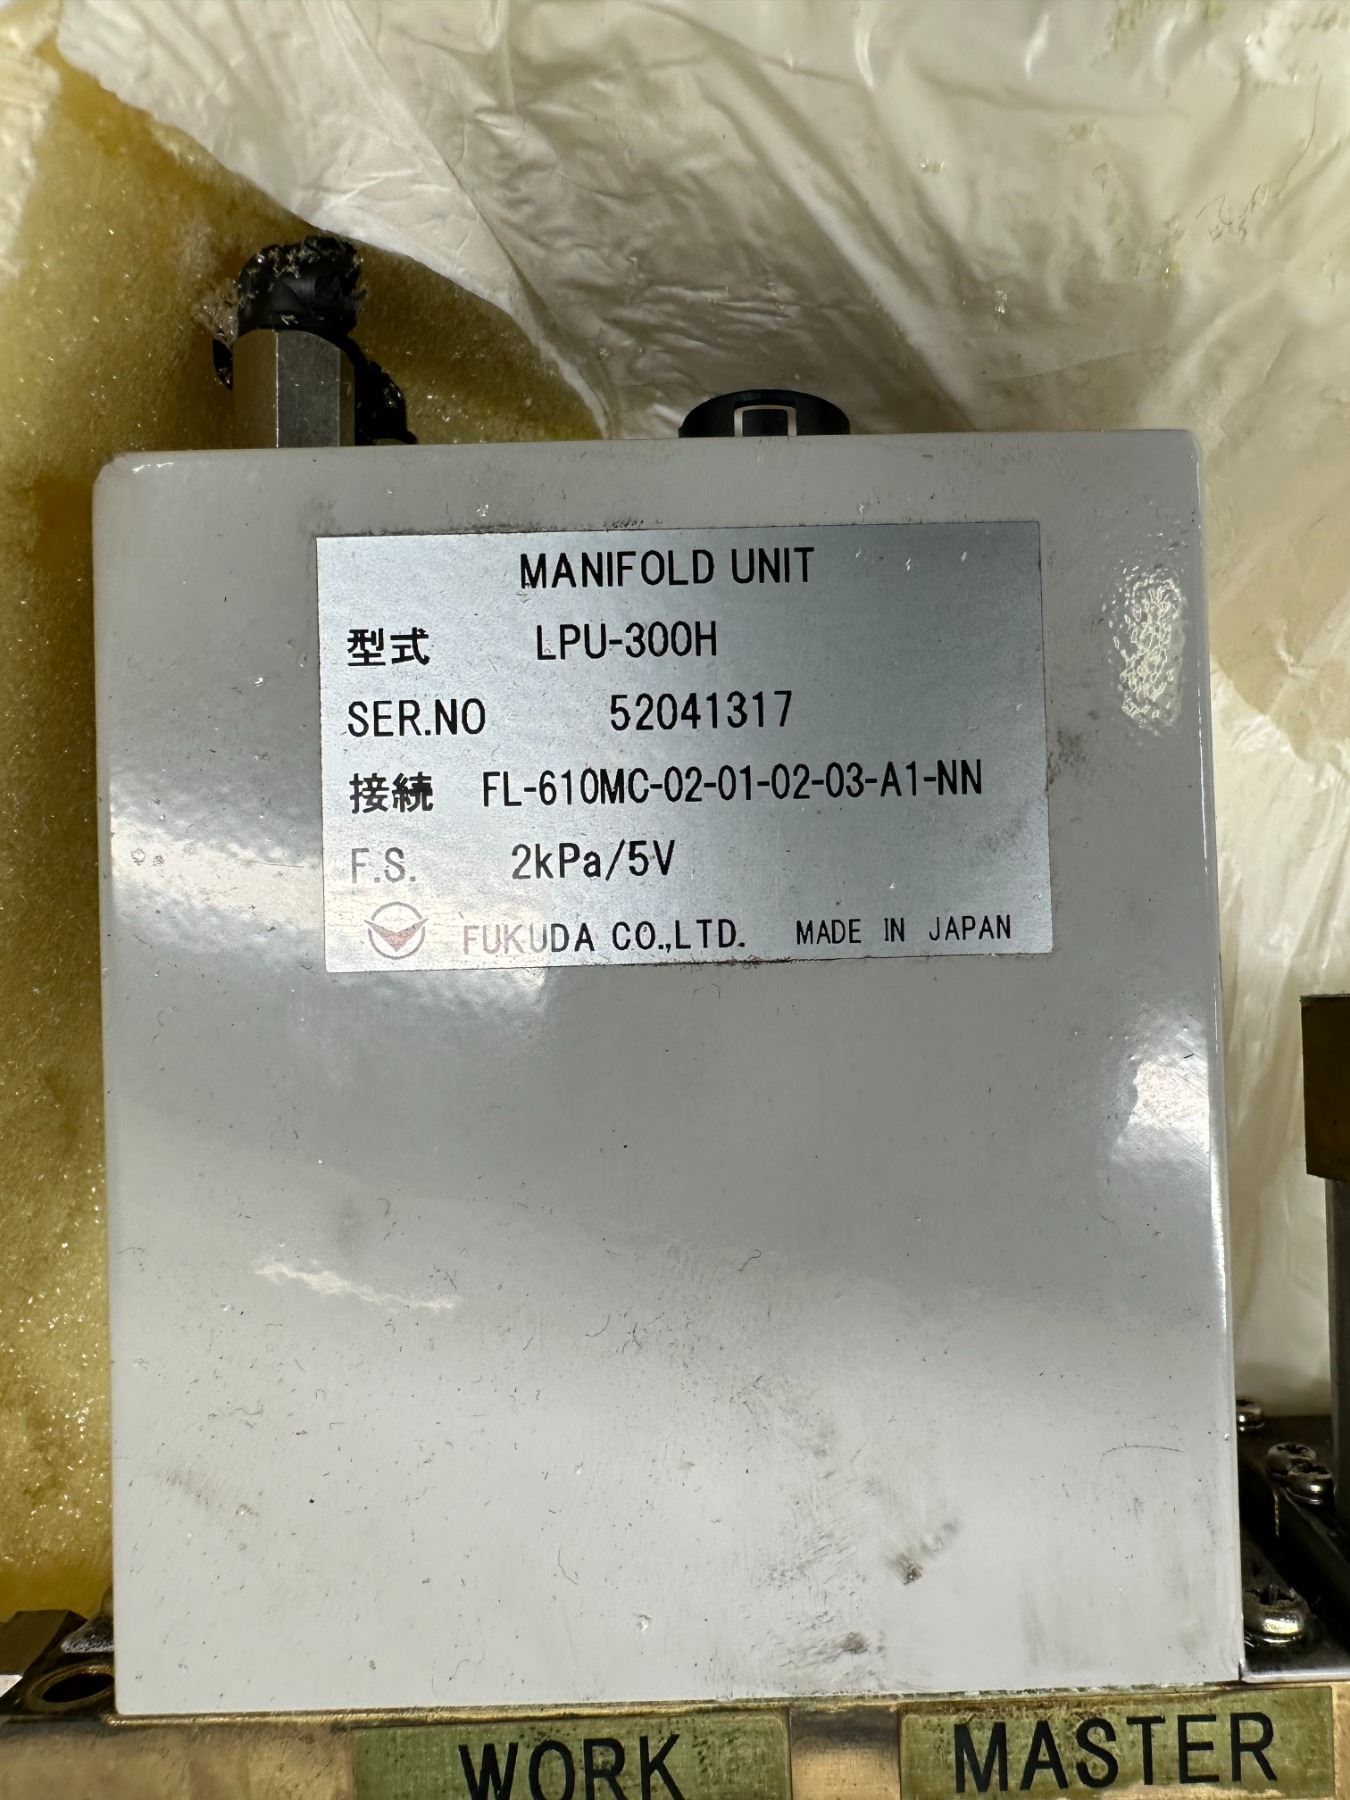 MANIFOLD UNIT
型式 LPU-300H
SER.NO 52041317
接続 FL-610MC-02-01-02-03-A1-NN
F.S. 2kPa/5V
FUKUDA CO.,LTD. MADE IN JAPAN
WORK MASTER